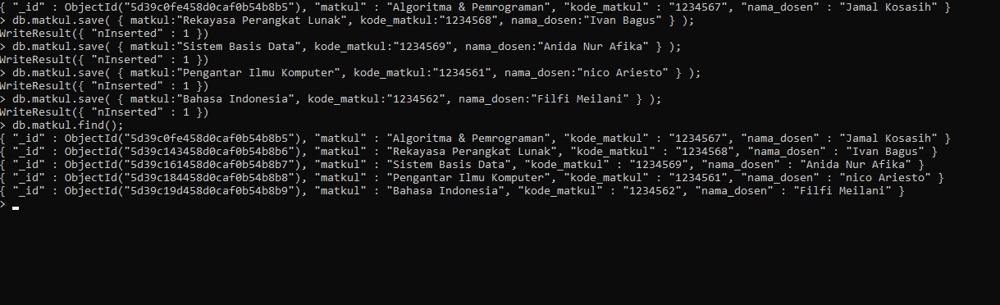 { "_id" : ObjectId("5d39c0fe458d0caf0b54b8b5"), "matkul" : "Algoritma & Pemrograman", "kode_matkul" : "1234567", "nama_dosen" : "Jamal Kosasih" }
> db.matkul.save( { matkul:"Rekayasa Perangkat Lunak", kode_matkul:"1234568", nama_dosen:"Ivan Bagus" } );
WriteResult({ "nInserted" : 1 })
> db.matkul.save( { matkul:"Sistem Basis Data", kode_matkul:"1234569", nama_dosen:"Anida Nur Afika" } );
WriteResult({ "nInserted" : 1 })
> db.matkul.save( { matkul:"Pengantar Ilmu Komputer", kode_matkul:"1234561", nama_dosen:"nico Ariesto" } );
WriteResult({ "nInserted" : 1 })
> db.matkul.save( { matkul:"Bahasa Indonesia", kode_matkul:"1234562", nama_dosen:"Filfi Meilani" } );
WriteResult({ "nInserted" : 1 })
> db.matkul.find();
{ "_id" : ObjectId("5d39c0fe458d0caf0b54b8b5"), "matkul" : "Algoritma & Pemrograman", "kode_matkul" : "1234567", "nama_dosen" : "Jamal Kosasih" }
{ "_id" : ObjectId("5d39c143458d0caf0b54b8b6"), "matkul" : "Rekayasa Perangkat Lunak", "kode_matkul" : "1234568", "nama_dosen" : "Ivan Bagus" }
{ "_id" : ObjectId("5d39c161458d0caf0b54b8b7"), "matkul" : "Sistem Basis Data", "kode_matkul" : "1234569", "nama_dosen" : "Anida Nur Afika" }
{ "_id" : ObjectId("5d39c184458d0caf0b54b8b8"), "matkul" : "Pengantar Ilmu Komputer", "kode_matkul" : "1234561", "nama_dosen" : "nico Ariesto" }
{ "_id" : ObjectId("5d39c19d458d0caf0b54b8b9"), "matkul" : "Bahasa Indonesia", "kode_matkul" : "1234562", "nama_dosen" : "Filfi Meilani" }
>